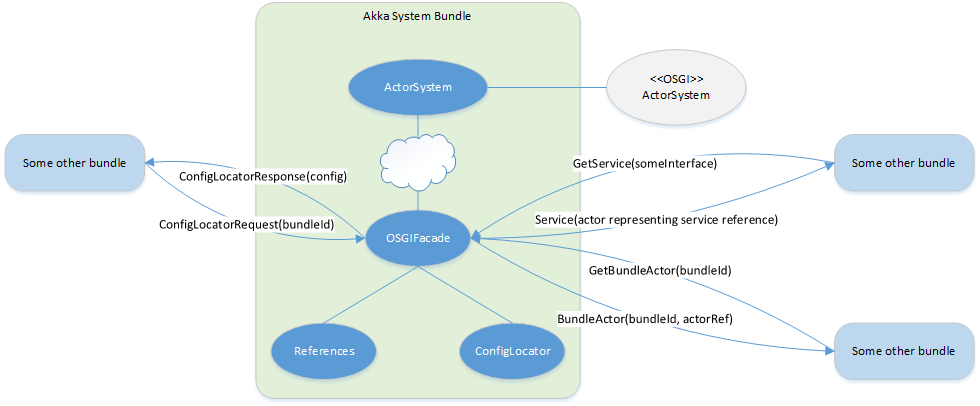 Akka System Bundle
ActorSystem
<<OSGI>>
ActorSystem
Some other bundle
ConfigLocatorResponse(config)
ConfigLocatorRequest(bundleId)
GetService(someInterface)
Some other bundle
Service(actor representing service reference)
OSGIFacade
GetBundleActor(bundleId)
BundleActor(bundleId, actorRef)
References
ConfigLocator
Some other bundle